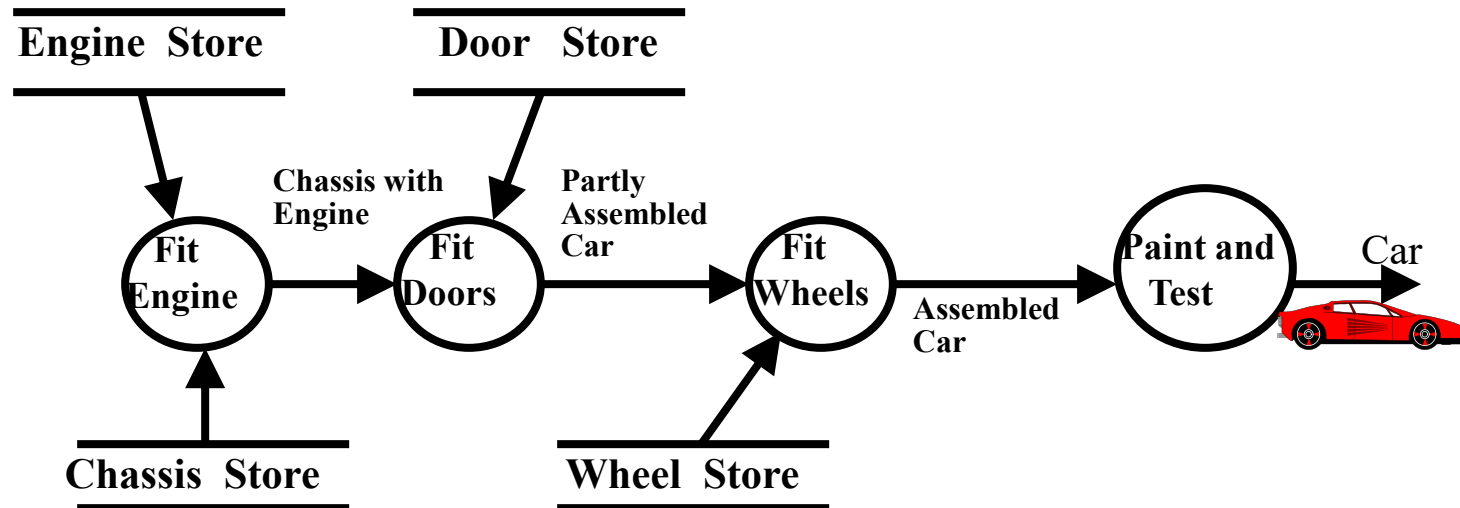 Engine Store
Door Store
Chassis with
Engine
Partly
Assembled
Car
Fit
Engine
Fit
Doors
Fit
Wheels
Paint and
Test
Car
Assembled
Car
Chassis Store
Wheel Store